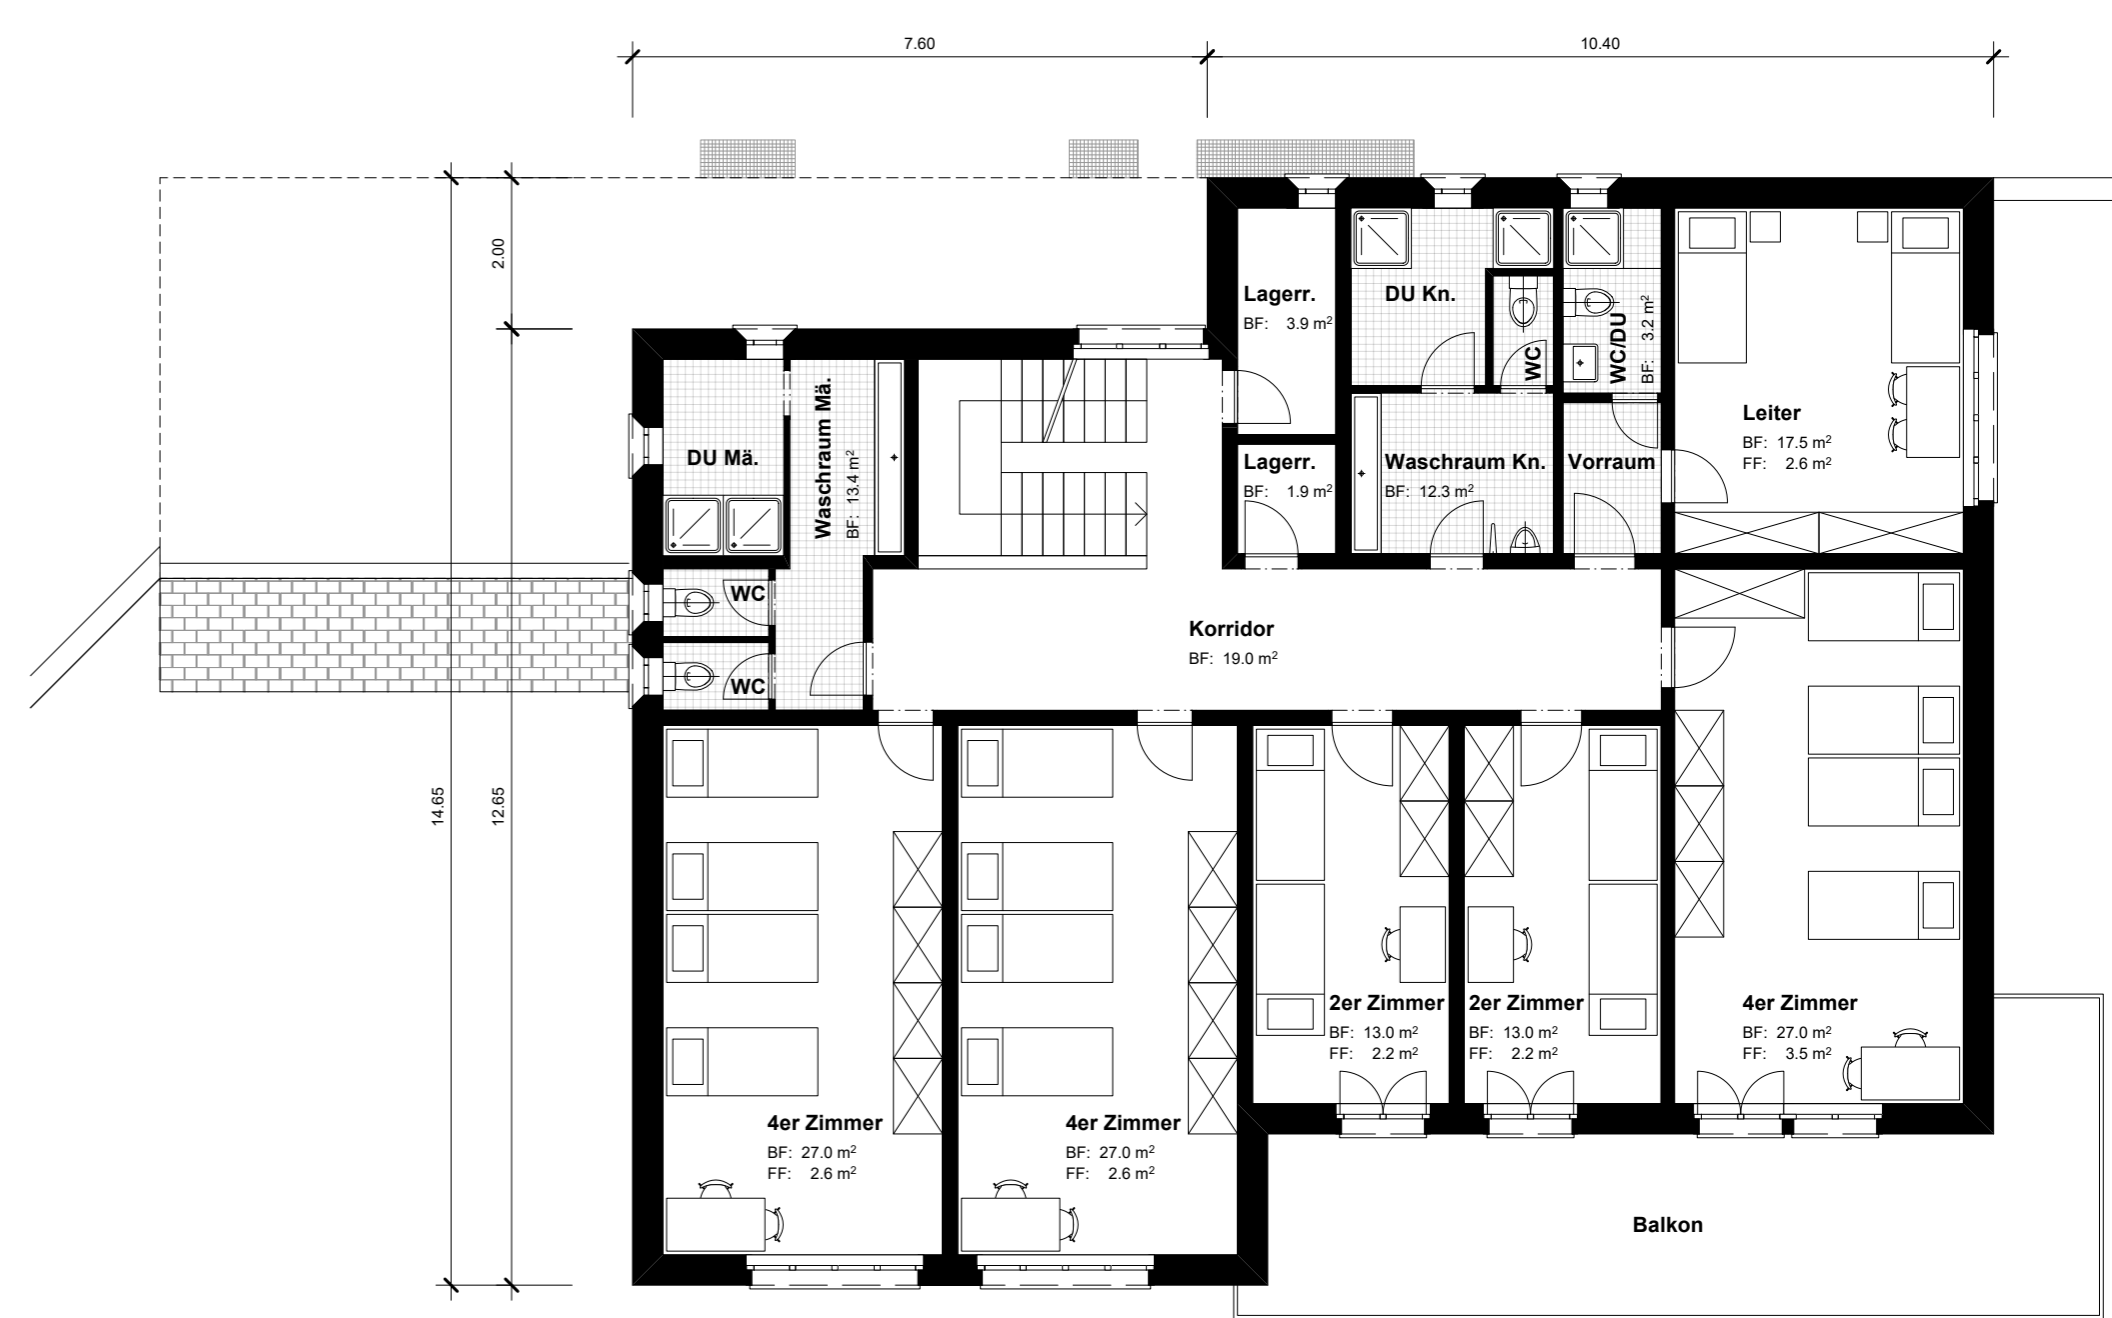 7.60
10.40
2.00
14.65
12.65
Lagerr.
BF: 3.9 m²
DU Kn.
WC
WC/DU
BF: 3.2 m²
Leiter
BF: 17.5 m²
FF: 2.6 m²
DU Mä.
Waschraum Mä.
BF: 13.4 m²
Lagerr.
BF: 1.9 m²
Waschraum Kn.
BF: 12.3 m²
Vorraum
WC
WC
Korridor
BF: 19.0 m²
4er Zimmer
BF: 27.0 m²
FF: 2.6 m²
4er Zimmer
BF: 27.0 m²
FF: 2.6 m²
2er Zimmer
BF: 13.0 m²
FF: 2.2 m²
2er Zimmer
BF: 13.0 m²
FF: 2.2 m²
4er Zimmer
BF: 27.0 m²
FF: 3.5 m²
Balkon